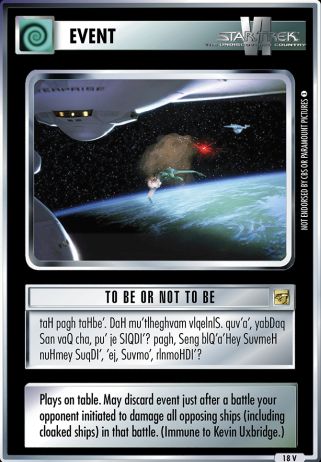 EVENT
VI
STAR TREK
THE UNDISCOVERED COUNTRY
ERPRISE
NOT ENDORSED BY CBS OR PARAMOUNT PICTURES
TO BE OR NOT TO BE
taH pagh taHbe'. DaH mu'tlheghvam vIqelnIS. quv'a', yabDaq
San vaQ cha, pu' je SIQDI'? pagh, Seng bIQ'a'Hey SuvmeH
nuHmey SuqDI', 'ej, Suvmo', rInmoHDI'?
Plays on table. May discard event just after a battle your
opponent initiated to damage all opposing ships (including
cloaked ships) in that battle. (Immune to Kevin Uxbridge.)
18 V